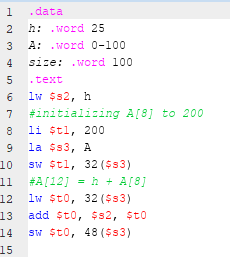 1 .data
2 h: .word 25
3 A: .word 0-100
4 size: .word 100
5 .text
6 lw $s2, h
7 #initializing A[8] to 200
8 li $t1, 200
9 la $s3, A
10 sw $t1, 32($s3)
11 #A[12] = h + A[8]
12 lw $t0, 32($s3)
13 add $t0, $s2, $t0
14 sw $t0, 48($s3)
15